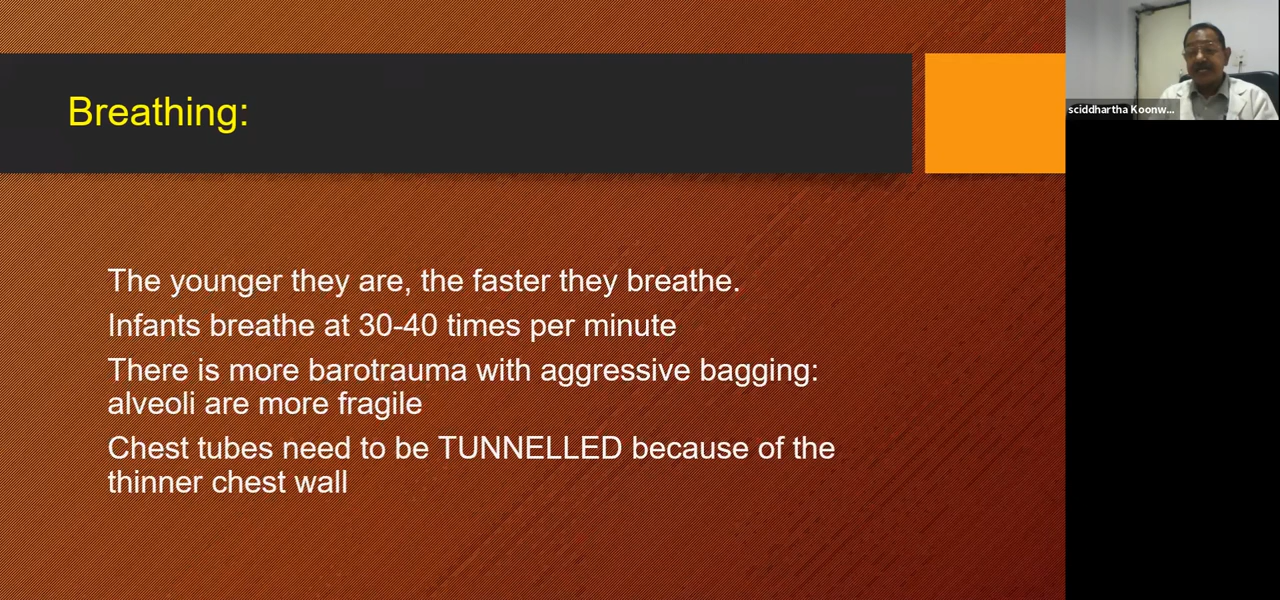 Breathing:
sciddhartha Koonw...
The younger they are, the faster they breathe.
Infants breathe at 30-40 times per minute
There is more barotrauma with aggressive bagging:
alveoli are more fragile
Chest tubes need to be TUNNELLED because of the
thinner chest wall